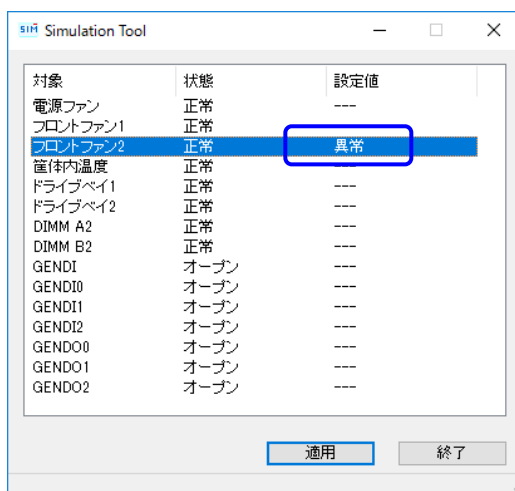 SIM Simulation Tool
対象 状態 設定値
電源ファン 正常 ---
フロントファン1 正常
フロントファン2 正常 異常
筐体内温度 正常 ---
ドライブベイ1 正常 ---
ドライブベイ2 正常 ---
DIMM A2 正常 ---
DIMM B2 正常 ---
GENDI オープン ---
GENDI0 オープン ---
GENDI1 オープン ---
GENDI2 オープン ---
GENDO0 オープン ---
GENDO1 オープン ---
GENDO2 オープン ---
適用 終了